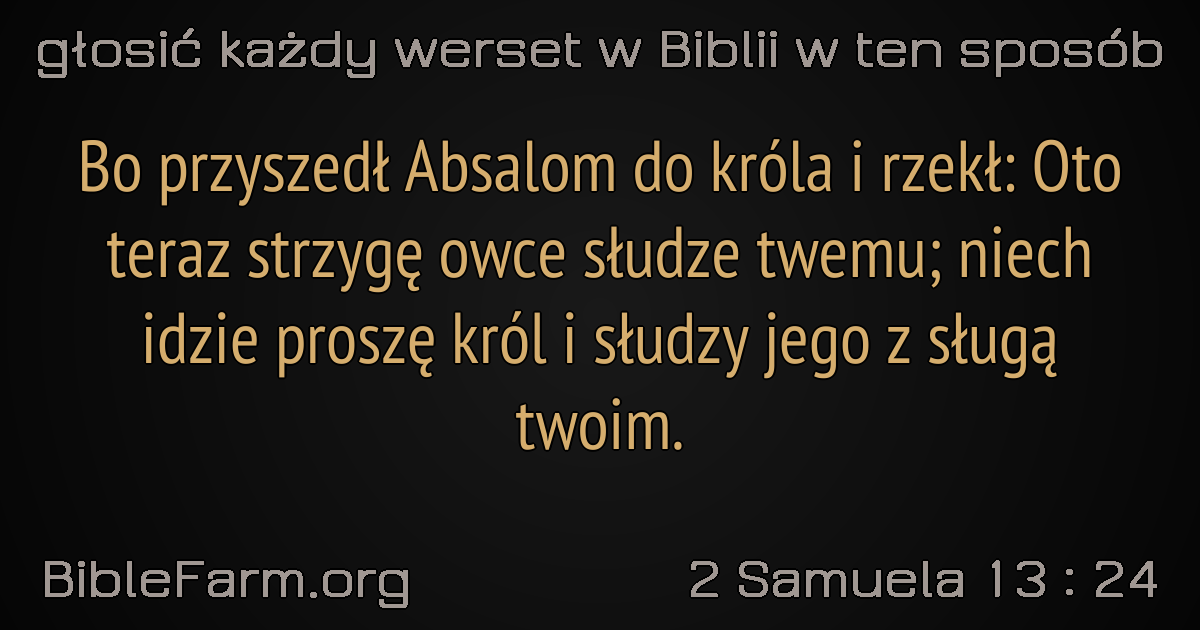 głosić każdy werset w Biblii w ten sposób
Bo przyszedł Absalom do króla i rzekł: Oto
teraz strzygę owce słudze twemu; niech
idzie proszę król i słudzy jego z sługą
twoim.
BibleFarm.org
2 Samuela 13 : 24